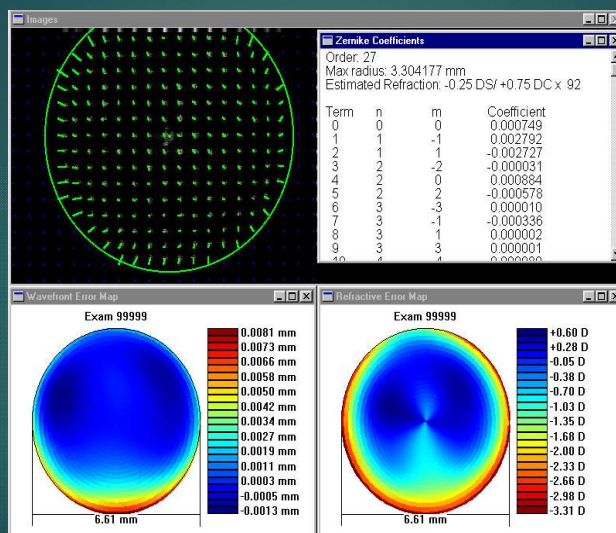 Images
Zernike Coefficients
Order: 27
Max radius: 3.304177 mm
Estimated Refraction: -0.25 DS/ +0.75 DC x 92
Term n m Coefficient
0 0 0 0.000749
1 1 -1 0.002792
2 1 1 -0.002727
3 2 -2 -0.000031
4 2 0 0.000884
5 2 2 -0.000578
6 3 -3 0.000010
7 3 -1 -0.000336
8 3 1 0.000002
9 3 3 0.000001
Wavefront Error Map
Exam 99999
0.0081 mm
0.0073 mm
0.0066 mm
0.0058 mm
0.0050 mm
0.0042 mm
0.0034 mm
0.0027 mm
0.0019 mm
0.0011 mm
0.0003 mm
-0.0005 mm
-0.0013 mm
6.61 mm
Refractive Error Map
Exam 99999
+0.60 D
+0.28 D
-0.05 D
-0.38 D
-0.70 D
-1.03 D
-1.35 D
-1.68 D
-2.00 D
-2.33 D
-2.66 D
-2.98 D
-3.31 D
6.61 mm